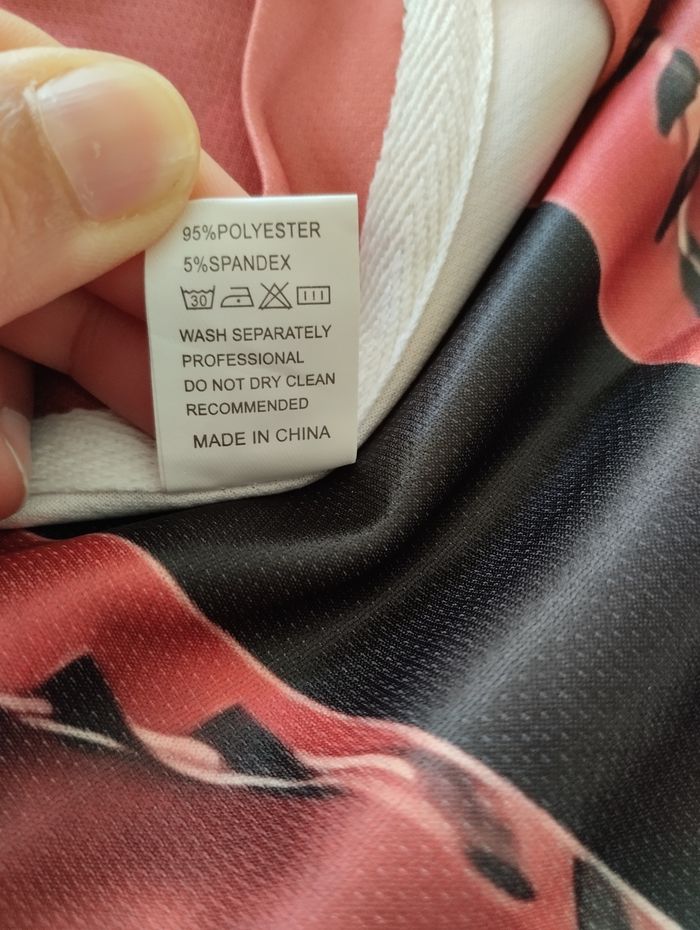 95%POLYESTER
5%SPANDEX
30
WASH SEPARATELY
PROFESSIONAL
DO NOT DRY CLEAN
RECOMMENDED
MADE IN CHINA